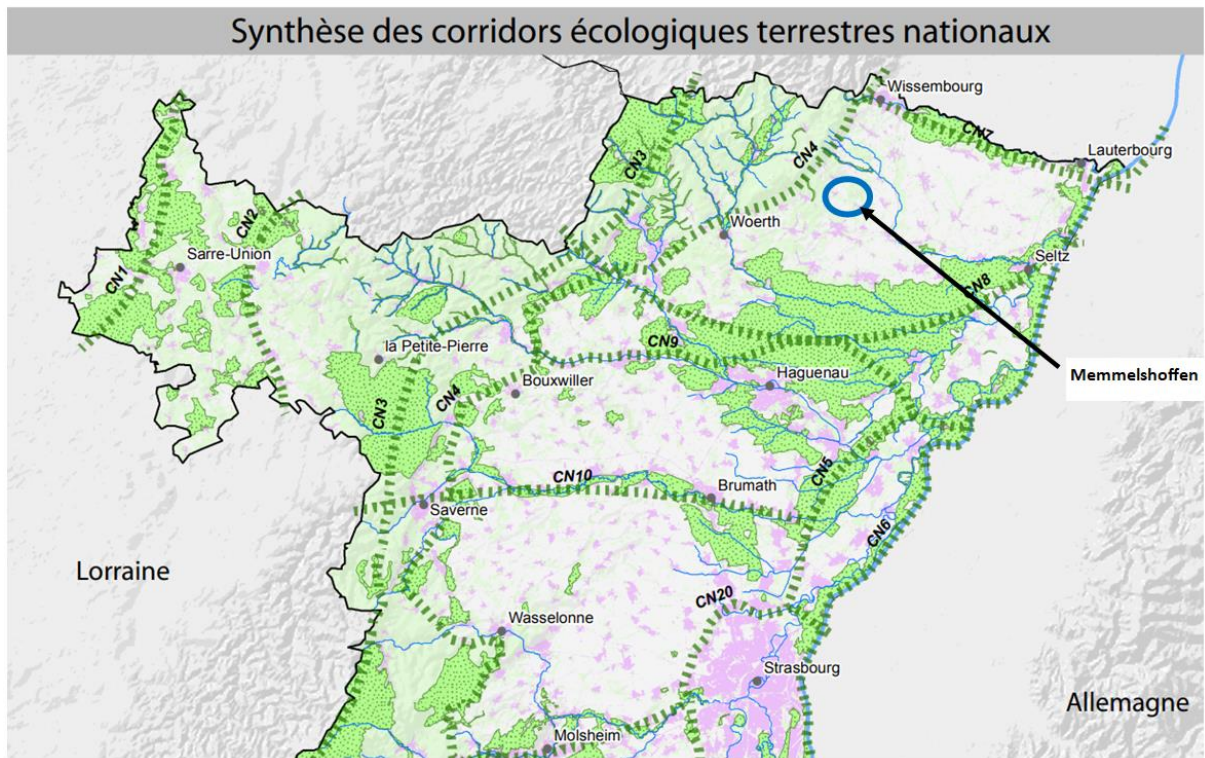 Synthèse des corridors écologiques terrestres nationaux
Wissembourg
CN7
Lauterbourg
CN4
CN3
Woerth
CN2
Sarre-Union
CN1
Seltz
CN8
la Petite-Pierre
CN9
Memmelshoffen
Haguenau
Bouxwiller
CN4
CN3
CN10
CN5
Brumath
Saverne
CN6
Lorraine
CN20
Wasselonne
Strasbourg
Allemagne
Molsheim